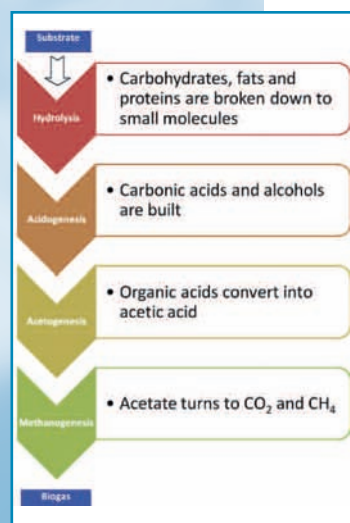 Substrate
Hydrolysis
• Carbohydrates, fats and
proteins are broken down to
small molecules
Acidogenesis
• Carbonic acids and alcohols
are built
Acetogenesis
• Organic acids convert into
acetic acid
Methanogenesis
• Acetate turns to CO₂ and CH₄
Biogas